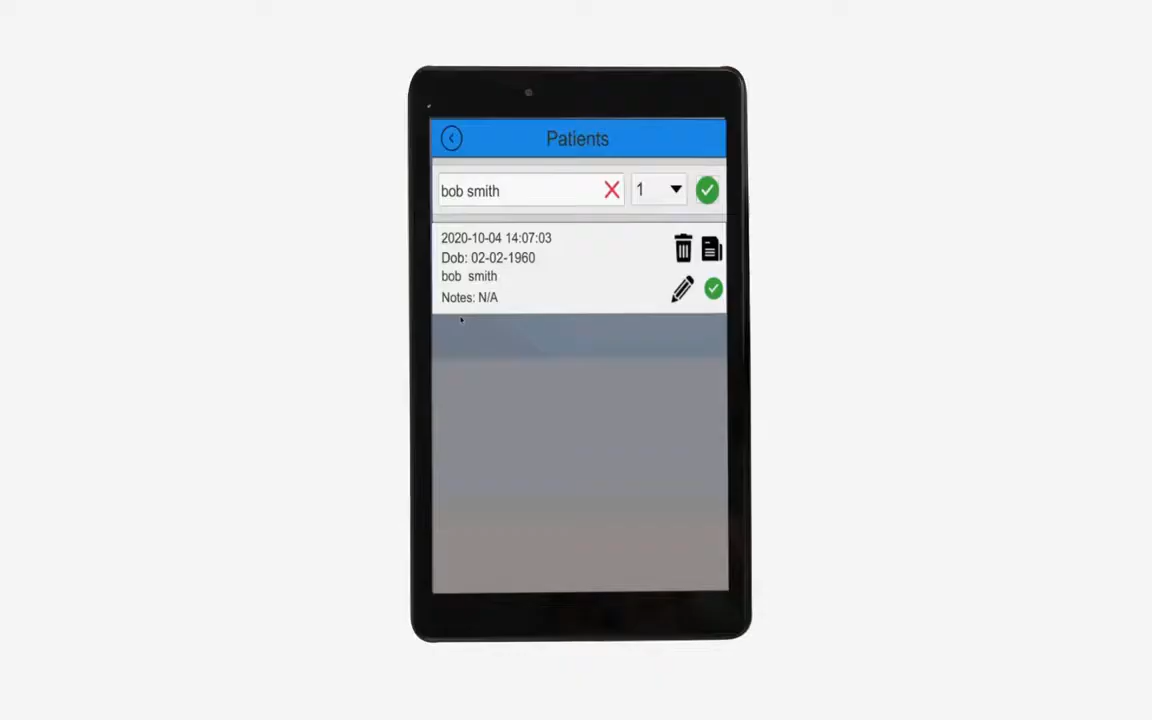 Patients
bob smith
1
2020-10-04 14:07:03
Dob: 02-02-1960
bob smith
Notes: N/A